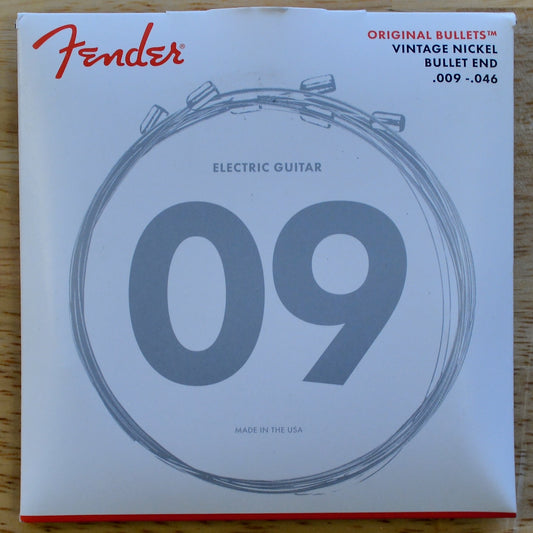 Fender®
ORIGINAL BULLETS™
VINTAGE NICKEL
BULLET END
.009 -.046
ELECTRIC GUITAR
09
MADE IN THE USA